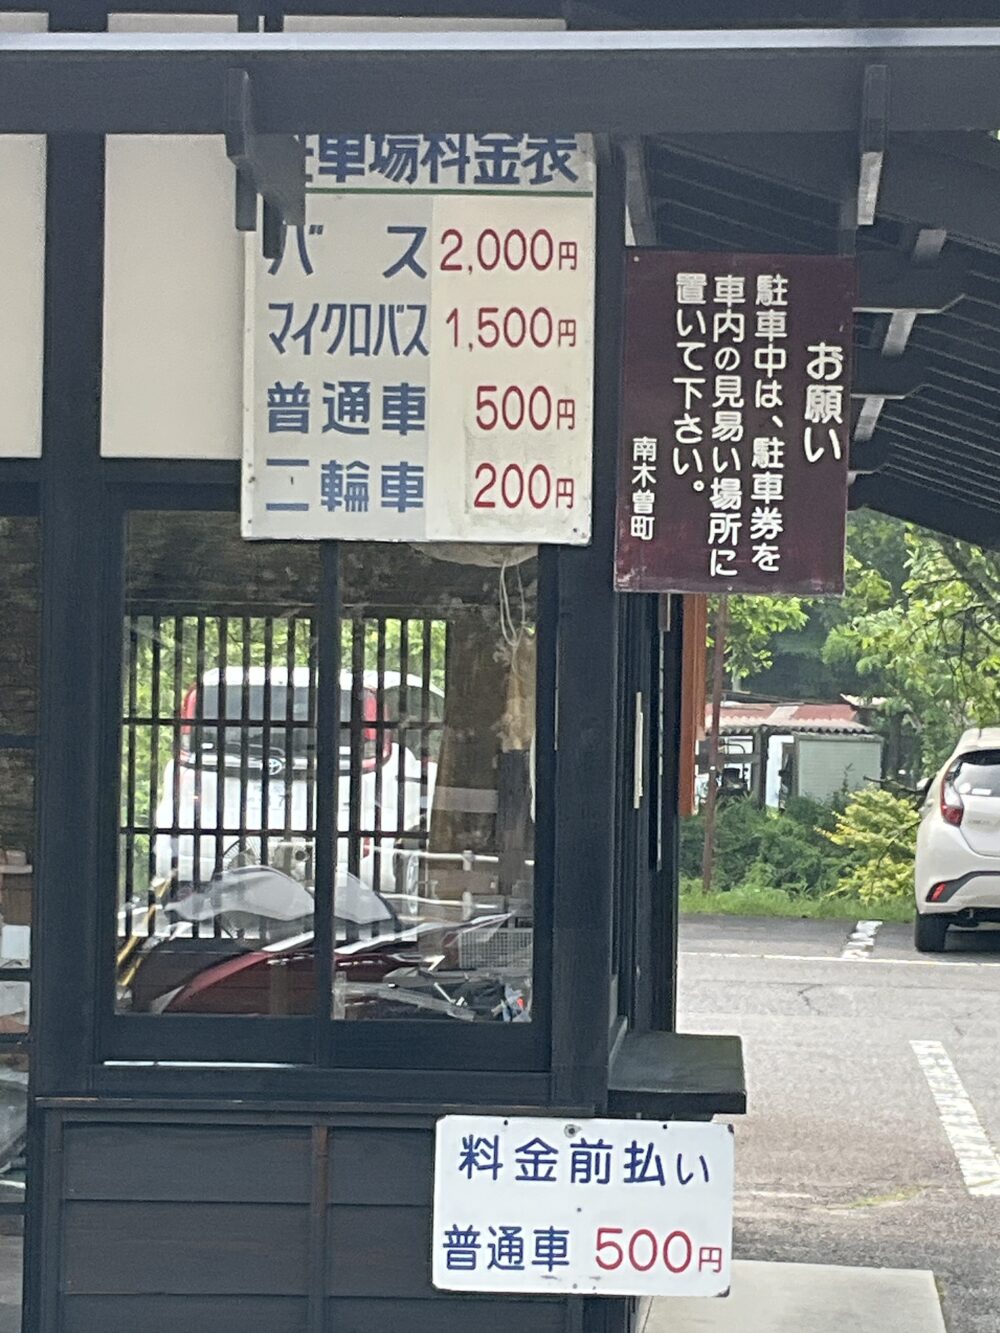 駐車場料金表
バス 2,000円
マイクロバス 1,500円
普通車 500円
二輪車 200円
お願い
駐車中は、駐車券を
車内の見易い場所に
置いて下さい。
南木曽町
料金前払い
普通車 500円